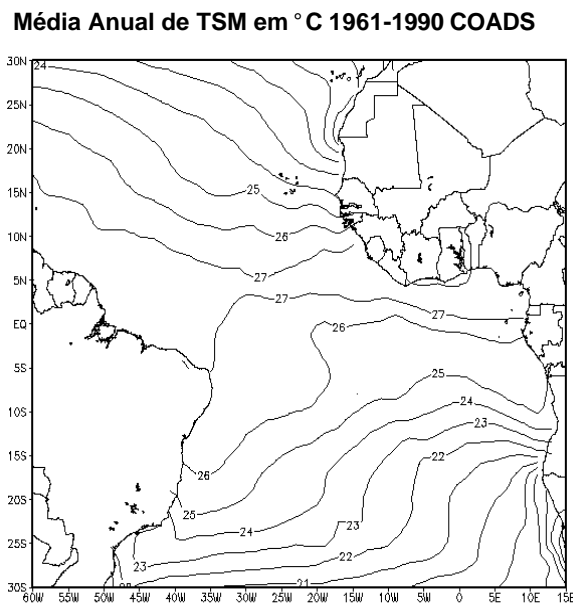 Média Anual de TSM em °C 1961-1990 COADS
30N
24
25N
20N
15N
25
10N
26
27
5N
27
27
EQ
26
5S
25
10S
24
23
15S
22
26
20S
25
23
24
25S
22
23
21
30S
60W 55W 50W 45W 40W 35W 30W 25W 20W 15W 10W 5W 0 5E 10E 15E